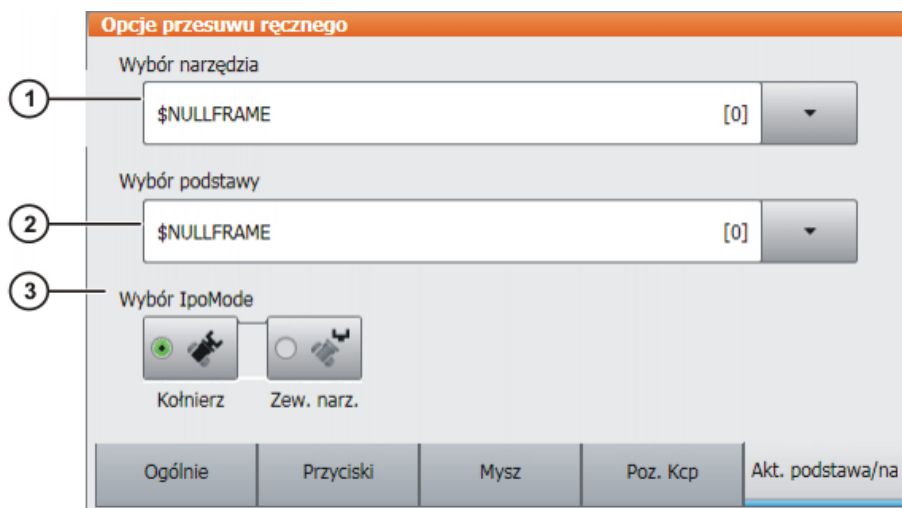 Opcje przesuwu ręcznego
Wybór narzędzia
1
$NULLFRAME [0]
Wybór podstawy
2
$NULLFRAME [0]
3
Wybór IpoMode
Kołnierz Zew. narz.
Ogólnie Przyciski Mysz Poz. Kcp Akt. podstawa/na